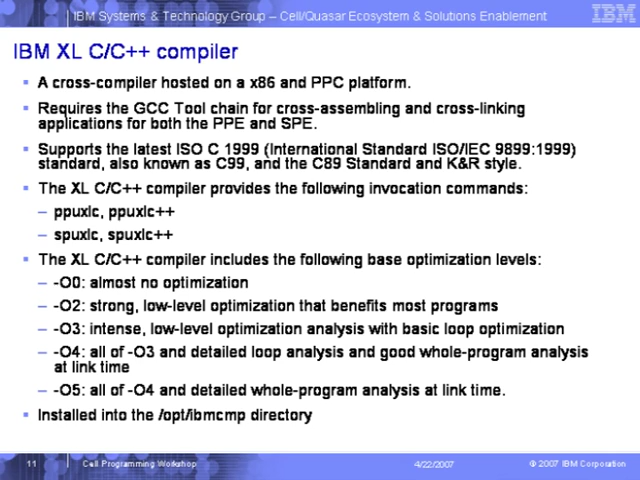 IBM Systems & Technology Group – Cell/Quasar Ecosystem & Solutions Enablement
IBM
IBM XL C/C++ compiler
▪ A cross-compiler hosted on a x86 and PPC platform.
▪ Requires the GCC Tool chain for cross-assembling and cross-linking
applications for both the PPE and SPE.
▪ Supports the latest ISO C 1999 (International Standard ISO/IEC 9899:1999)
standard, also known as C99, and the C89 Standard and K&R style.
▪ The XL C/C++ compiler provides the following invocation commands:
– ppuxlc, ppuxlc++
– spuxlc, spuxlc++
▪ The XL C/C++ compiler includes the following base optimization levels:
– -O0: almost no optimization
– -O2: strong, low-level optimization that benefits most programs
– -O3: intense, low-level optimization analysis with basic loop optimization
– -O4: all of -O3 and detailed loop analysis and good whole-program analysis
at link time
– -O5: all of -O4 and detailed whole-program analysis at link time.
▪ Installed into the /opt/ibmcmp directory
11 Cell Programming Workshop 4/22/2007 © 2007 IBM Corporation